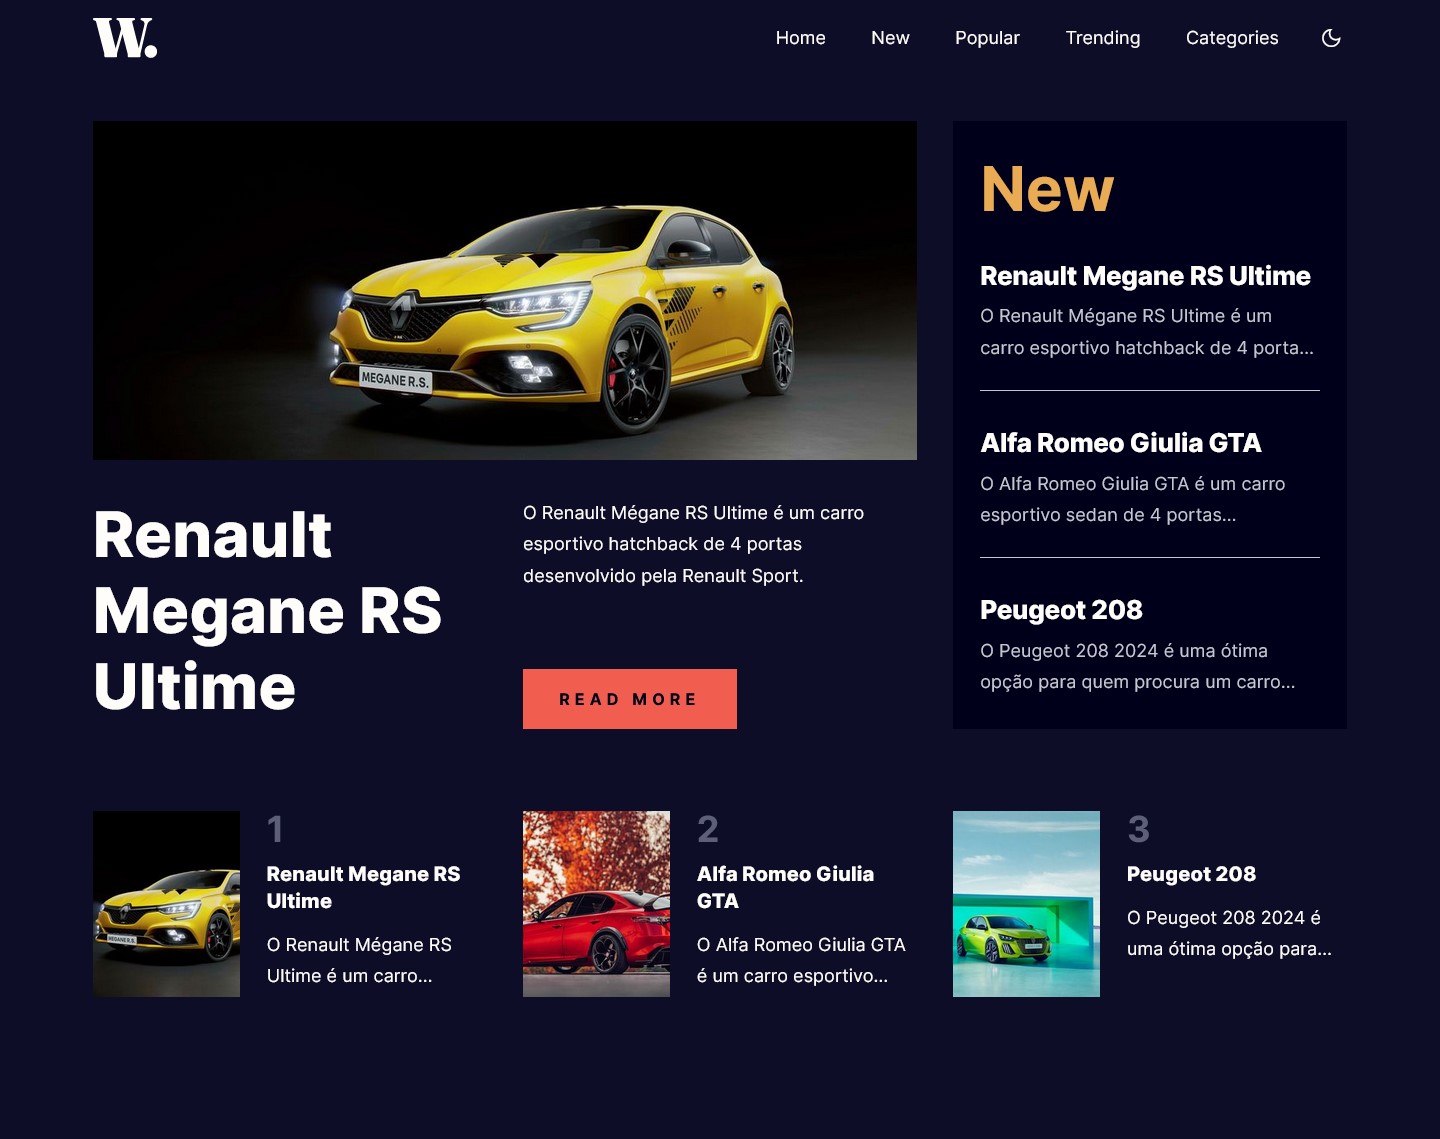 W.
Home New Popular Trending Categories
MEGANE R.S.
Renault
Megane RS
Ultime
O Renault Mégane RS Ultime é um carro
esportivo hatchback de 4 portas
desenvolvido pela Renault Sport.
READ MORE
New
Renault Megane RS Ultime
O Renault Mégane RS Ultime é um
carro esportivo hatchback de 4 porta...
Alfa Romeo Giulia GTA
O Alfa Romeo Giulia GTA é um carro
esportivo sedan de 4 portas...
Peugeot 208
O Peugeot 208 2024 é uma ótima
opção para quem procura um carro...
1
Renault Megane RS
Ultime
O Renault Mégane RS
Ultime é um carro...
MEGANE R.S.
2
Alfa Romeo Giulia
GTA
O Alfa Romeo Giulia GTA
é um carro esportivo...
3
Peugeot 208
O Peugeot 208 2024 é
uma ótima opção para...